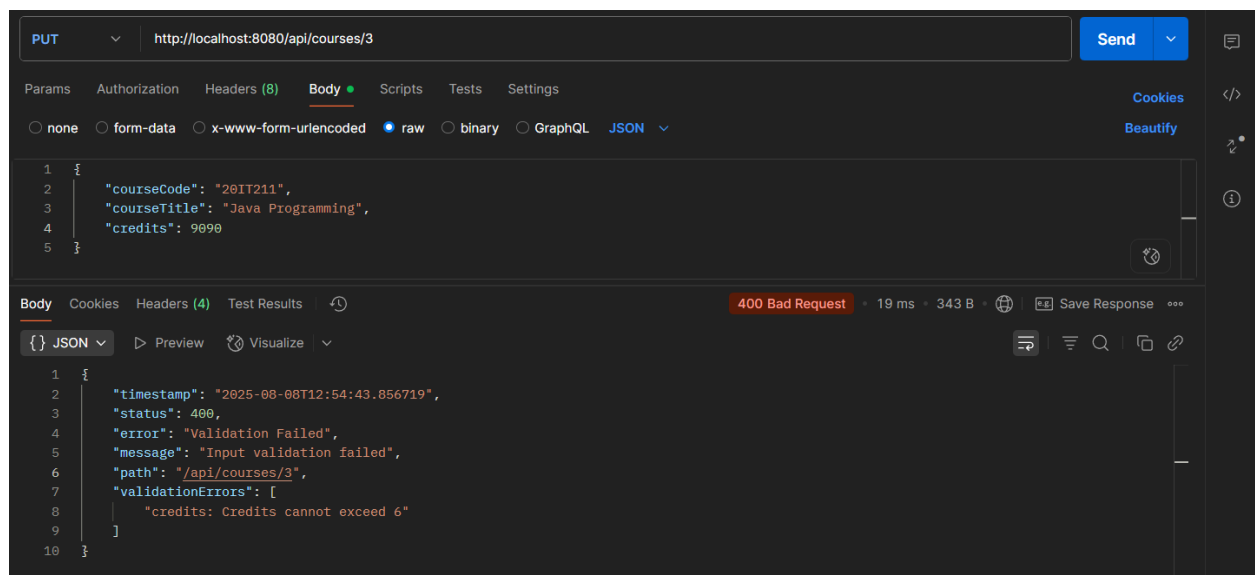 PUT http://localhost:8080/api/courses/3 Send
Params Authorization Headers (8) Body Scripts Tests Settings Cookies
none form-data x-www-form-urlencoded raw binary GraphQL JSON Beautify
1 {
2 "courseCode": "20IT211",
3 "courseTitle": "Java Programming",
4 "credits": 9090
5 }
Body Cookies Headers (4) Test Results 400 Bad Request 19 ms 343 B e.g. Save Response
{} JSON Preview Visualize
1 {
2 "timestamp": "2025-08-08T12:54:43.856719",
3 "status": 400,
4 "error": "Validation Failed",
5 "message": "Input validation failed",
6 "path": "/api/courses/3",
7 "validationErrors": [
8 "credits: Credits cannot exceed 6"
9 ]
10 }